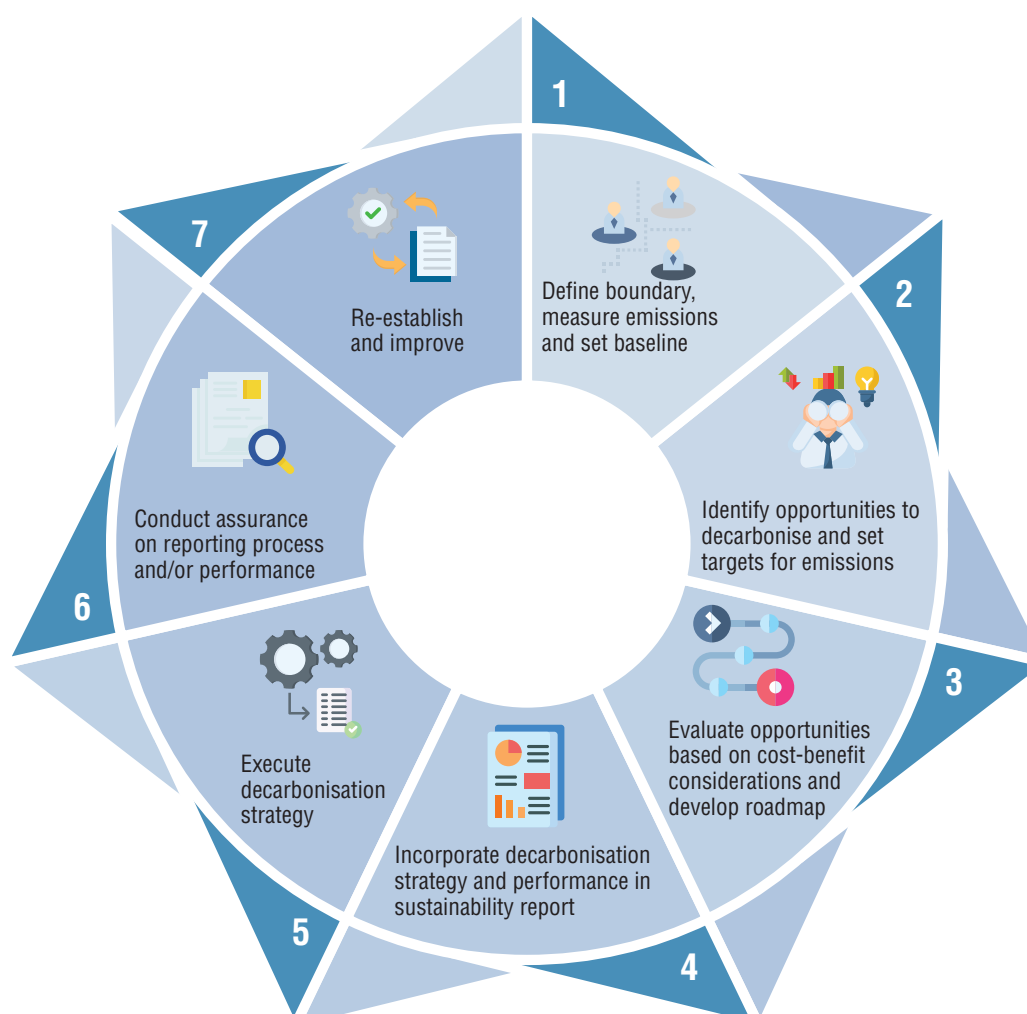 1
Define boundary,
measure emissions
and set baseline
2
Identify opportunities to
decarbonise and set
targets for emissions
3
Evaluate opportunities
based on cost-benefit
considerations and
develop roadmap
4
Incorporate decarbonisation
strategy and performance in
sustainability report
5
Execute
decarbonisation
strategy
6
Conduct assurance
on reporting process
and/or performance
7
Re-establish
and improve